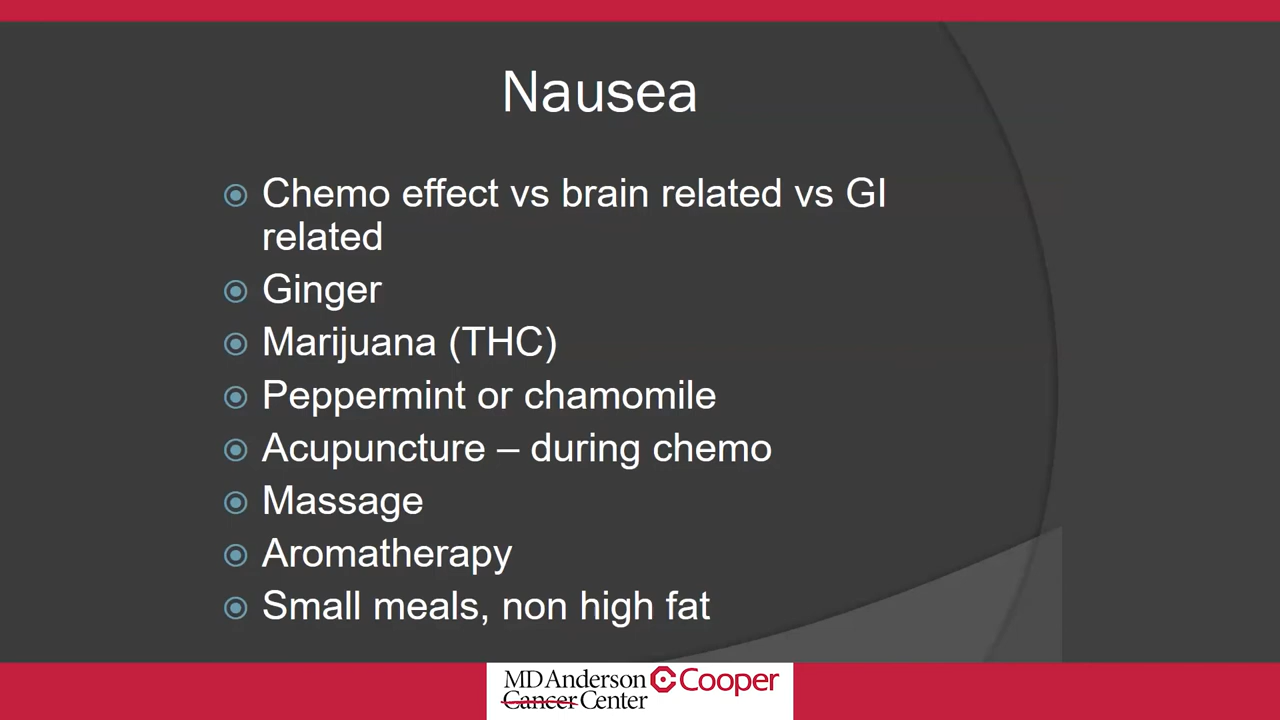 Nausea
Chemo effect vs brain related vs GI
related
Ginger
Marijuana (THC)
Peppermint or chamomile
Acupuncture – during chemo
Massage
Aromatherapy
Small meals, non high fat
MD Anderson Cooper
Cancer Center